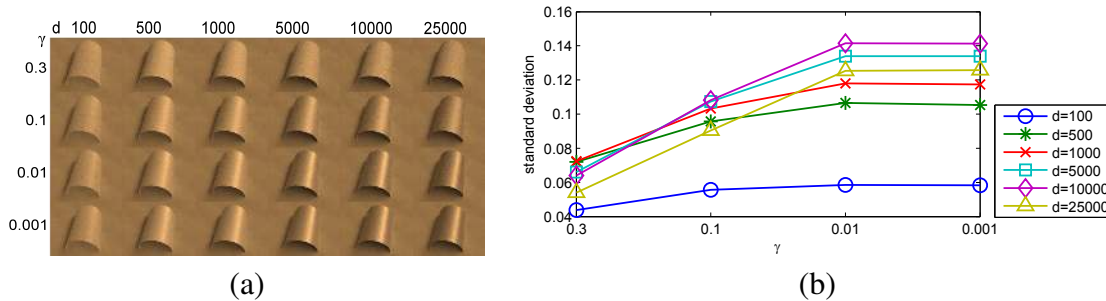 d 100 500 1000 5000 10000 25000
γ
0.3
0.1
0.01
0.001
(a)
standard deviation
0.16
0.14
0.12
0.1
0.08
0.06
0.04
0.3 0.1 0.01 0.001
γ
d=100
d=500
d=1000
d=5000
d=10000
d=25000
(b)